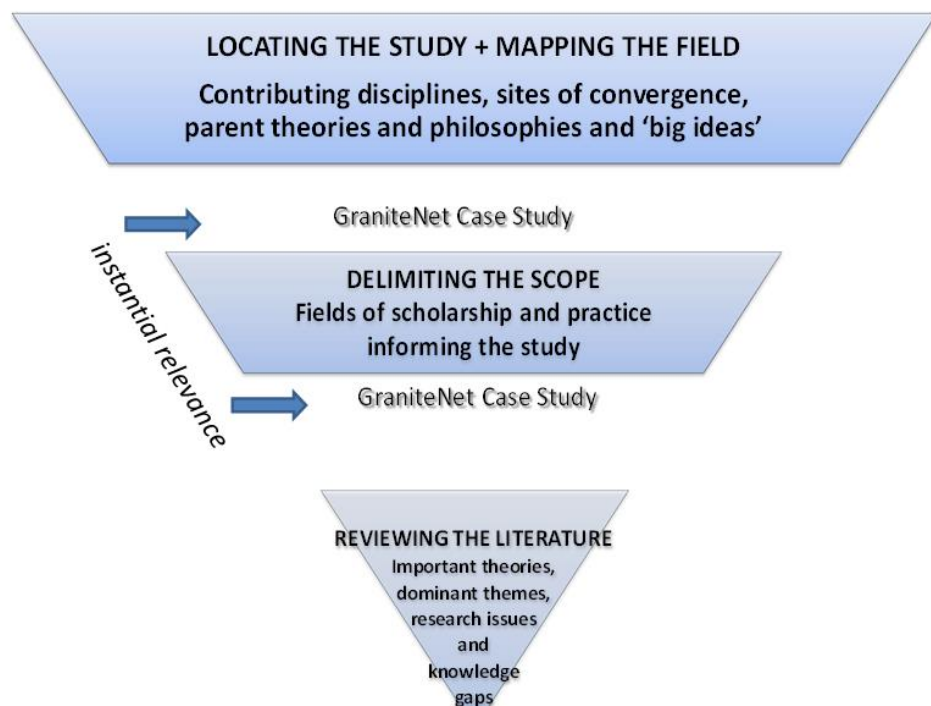 LOCATING THE STUDY + MAPPING THE FIELD
Contributing disciplines, sites of convergence,
parent theories and philosophies and ‘big ideas’
GraniteNet Case Study
instantial relevance
DELIMITING THE SCOPE
Fields of scholarship and practice
informing the study
GraniteNet Case Study
REVIEWING THE LITERATURE
Important theories,
dominant themes,
research issues
and
knowledge
gaps